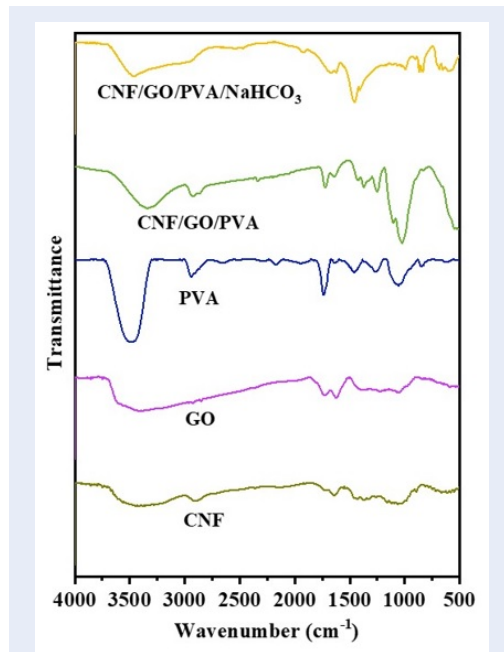 CNF/GO/PVA/NaHCO₃
CNF/GO/PVA
PVA
GO
CNF
Transmittance
4000 3500 3000 2500 2000 1500 1000 500
Wavenumber (cm⁻¹)